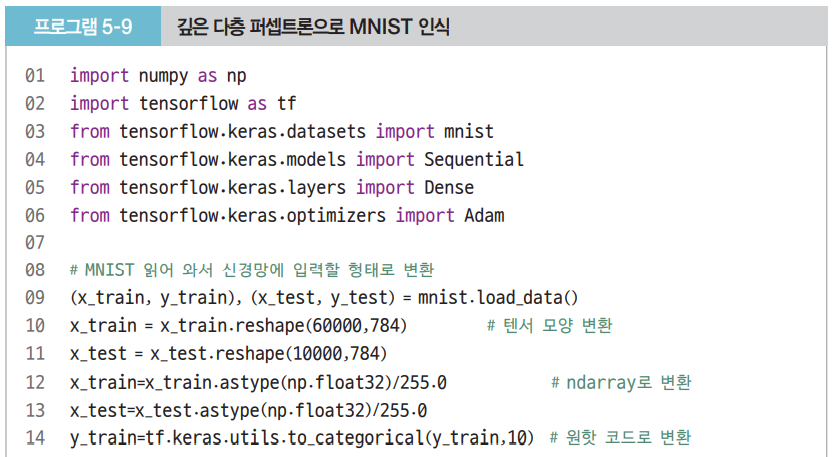 프로그램 5-9 깊은 다층 퍼셉트론으로 MNIST 인식
01 import numpy as np
02 import tensorflow as tf
03 from tensorflow.keras.datasets import mnist
04 from tensorflow.keras.models import Sequential
05 from tensorflow.keras.layers import Dense
06 from tensorflow.keras.optimizers import Adam
07
08 # MNIST 읽어 와서 신경망에 입력할 형태로 변환
09 (x_train, y_train), (x_test, y_test) = mnist.load_data()
10 x_train = x_train.reshape(60000,784) # 텐서 모양 변환
11 x_test = x_test.reshape(10000,784)
12 x_train=x_train.astype(np.float32)/255.0 # ndarray로 변환
13 x_test=x_test.astype(np.float32)/255.0
14 y_train=tf.keras.utils.to_categorical(y_train,10) # 원핫 코드로 변환